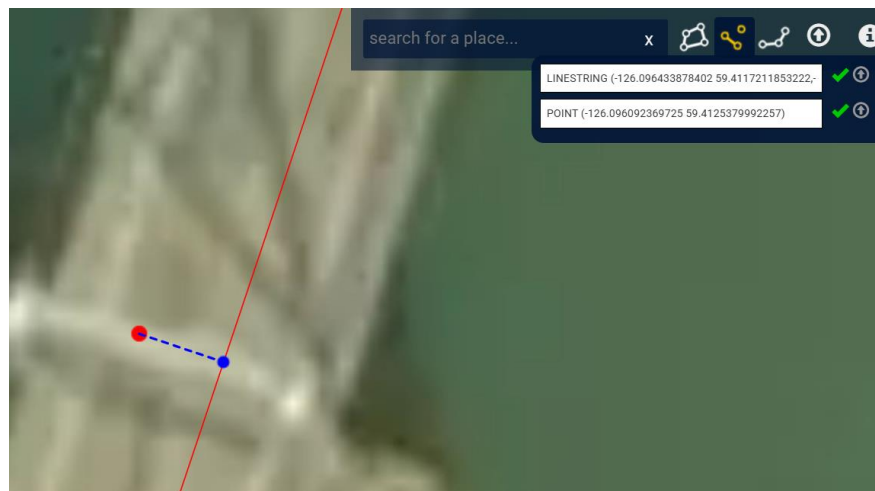 search for a place...
x
LINESTRING (-126.096433878402 59.4117211853222,-
POINT (-126.096092369725 59.4125379992257)